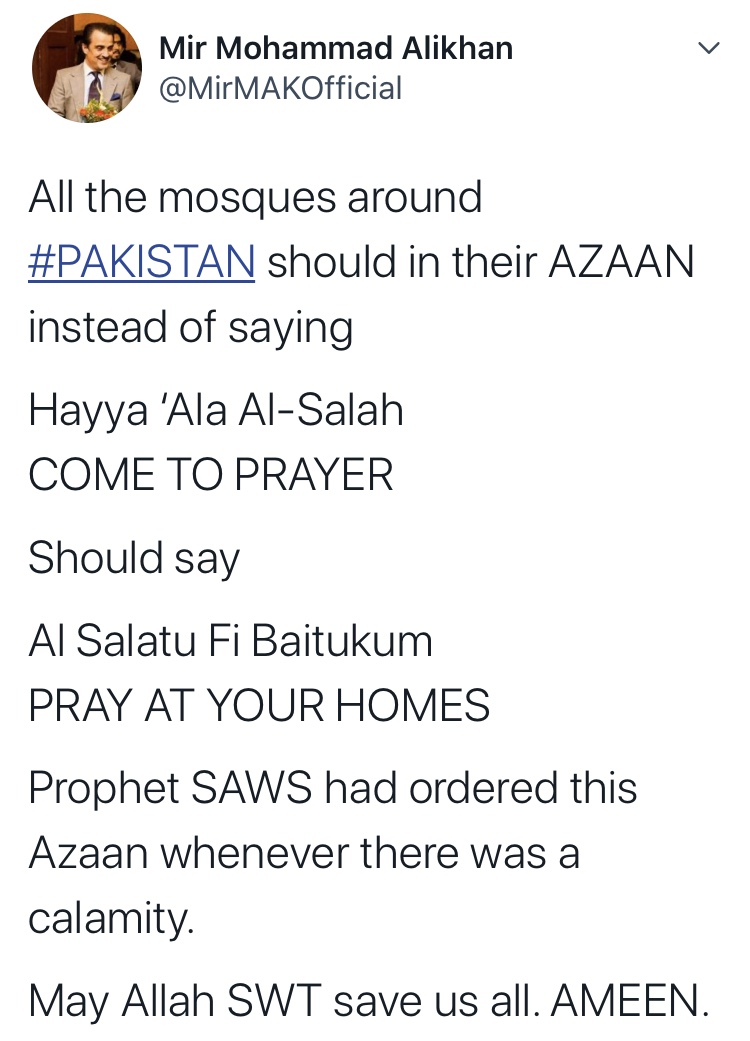 Mir Mohammad Alikhan
@MirMAKOfficial
All the mosques around
#PAKISTAN should in their AZAAN
instead of saying
Hayya ‘Ala Al-Salah
COME TO PRAYER
Should say
Al Salatu Fi Baitukum
PRAY AT YOUR HOMES
Prophet SAWS had ordered this
Azaan whenever there was a
calamity.
May Allah SWT save us all. AMEEN.